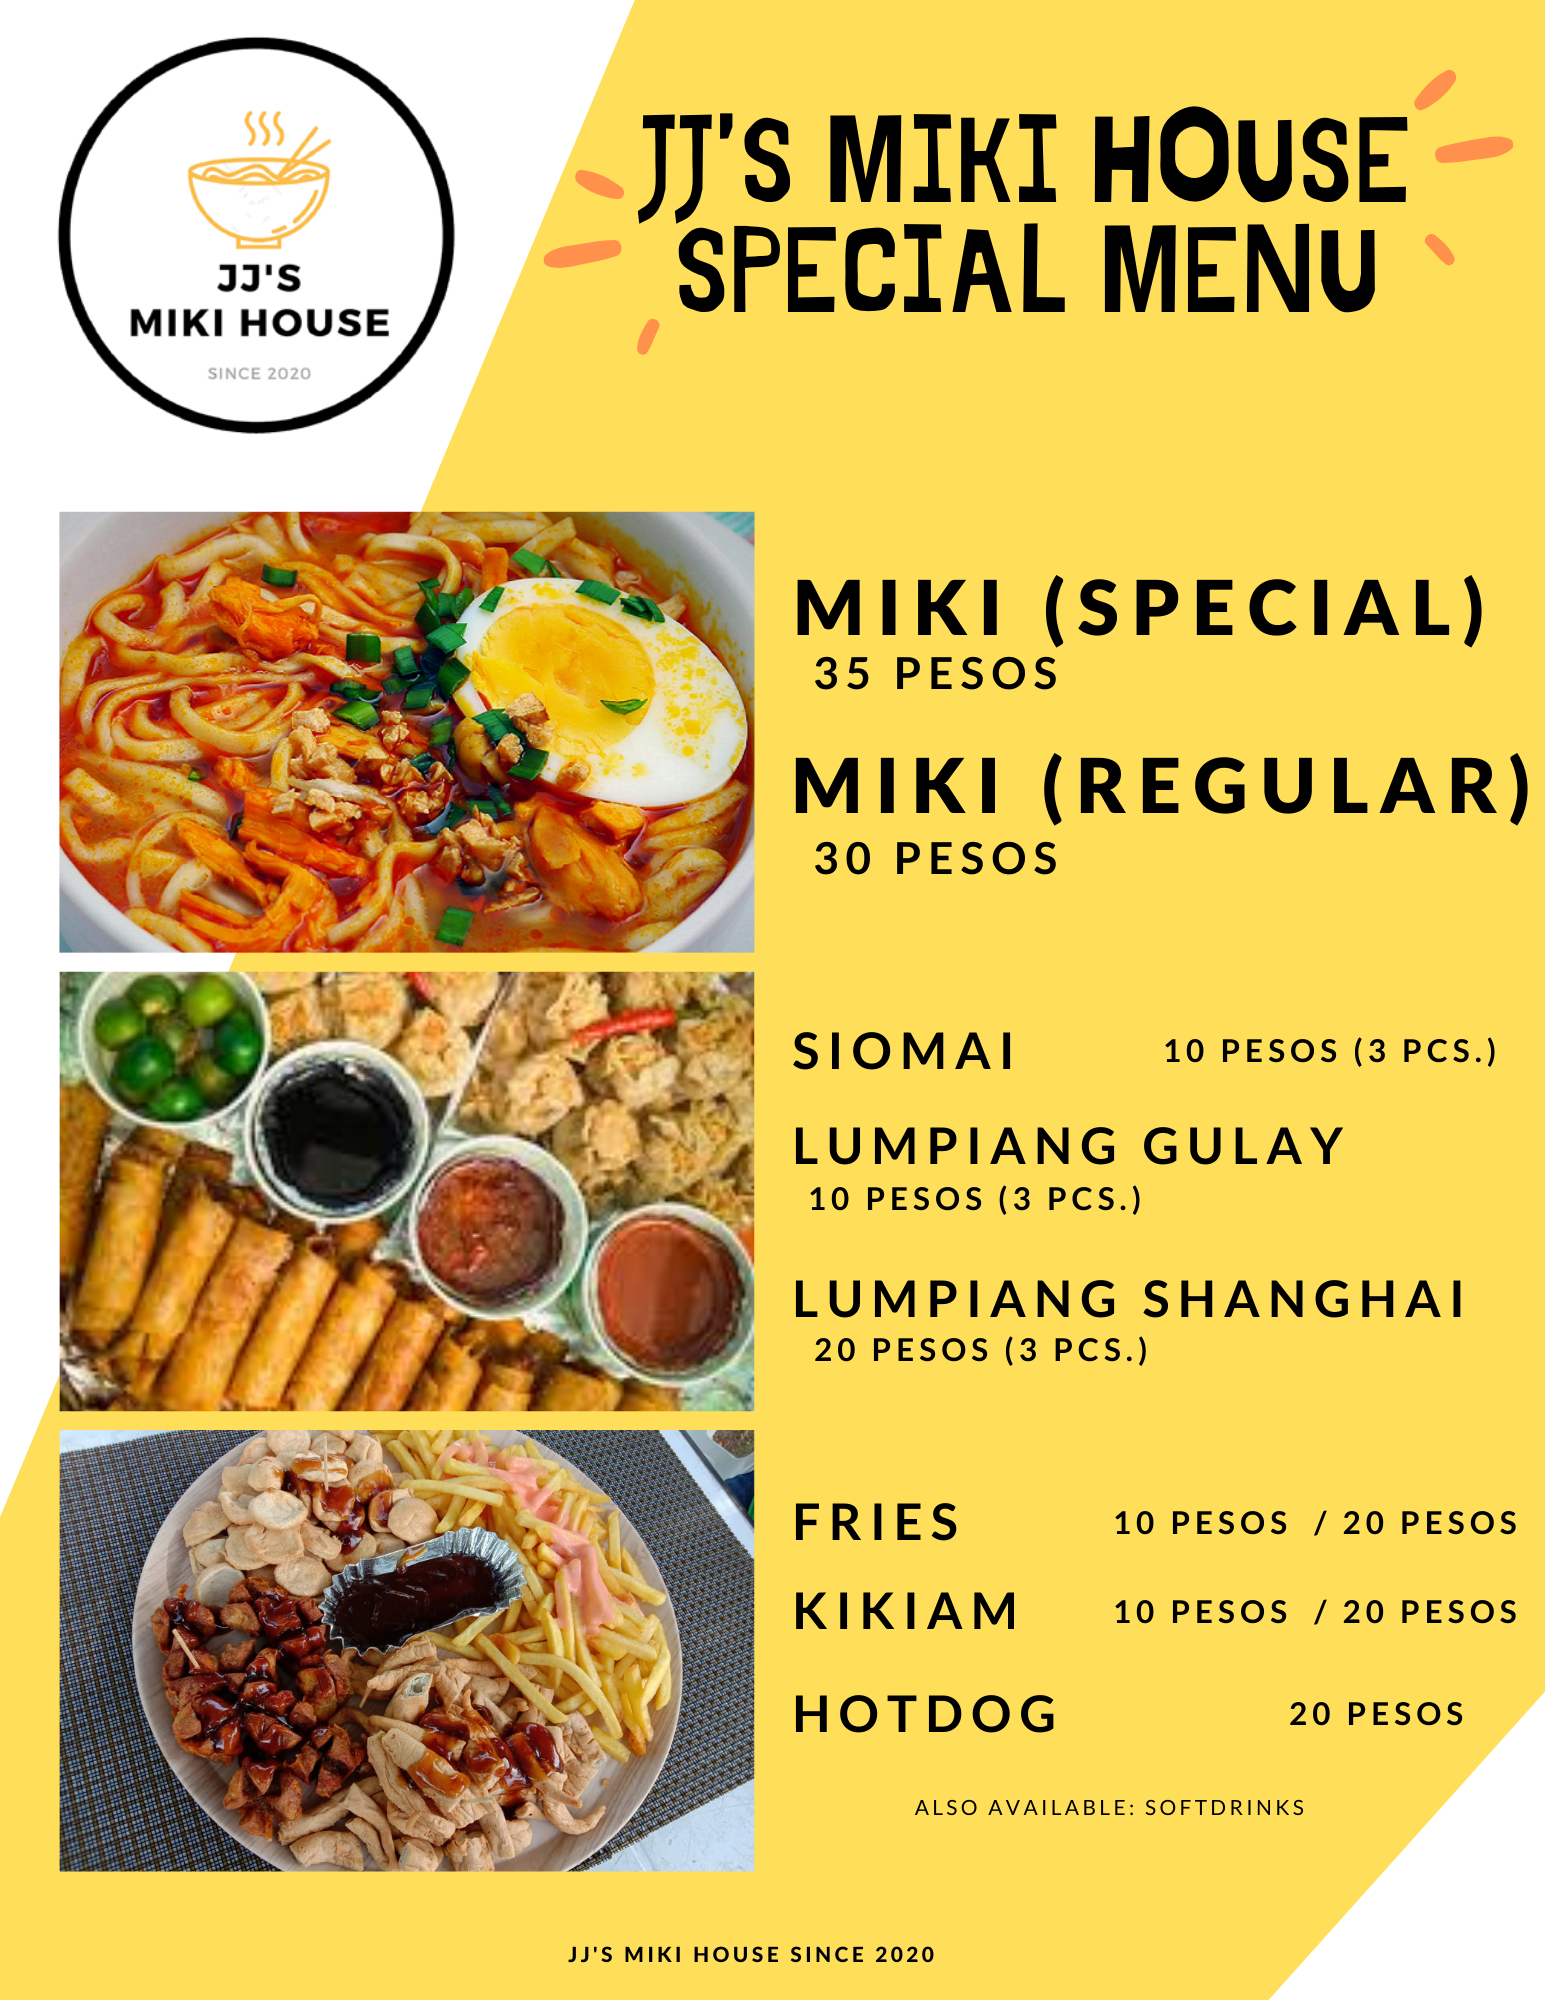 JJ'S
MIKI HOUSE
SINCE 2020
JJ'S MIKI HOUSE
SPECIAL MENU
MIKI (SPECIAL)
35 PESOS
MIKI (REGULAR)
30 PESOS
SIOMAI 10 PESOS (3 PCS.)
LUMPIANG GULAY
10 PESOS (3 PCS.)
LUMPIANG SHANGHAI
20 PESOS (3 PCS.)
FRIES 10 PESOS / 20 PESOS
KIKIAM 10 PESOS / 20 PESOS
HOTDOG 20 PESOS
ALSO AVAILABLE: SOFTDRINKS
JJ'S MIKI HOUSE SINCE 2020